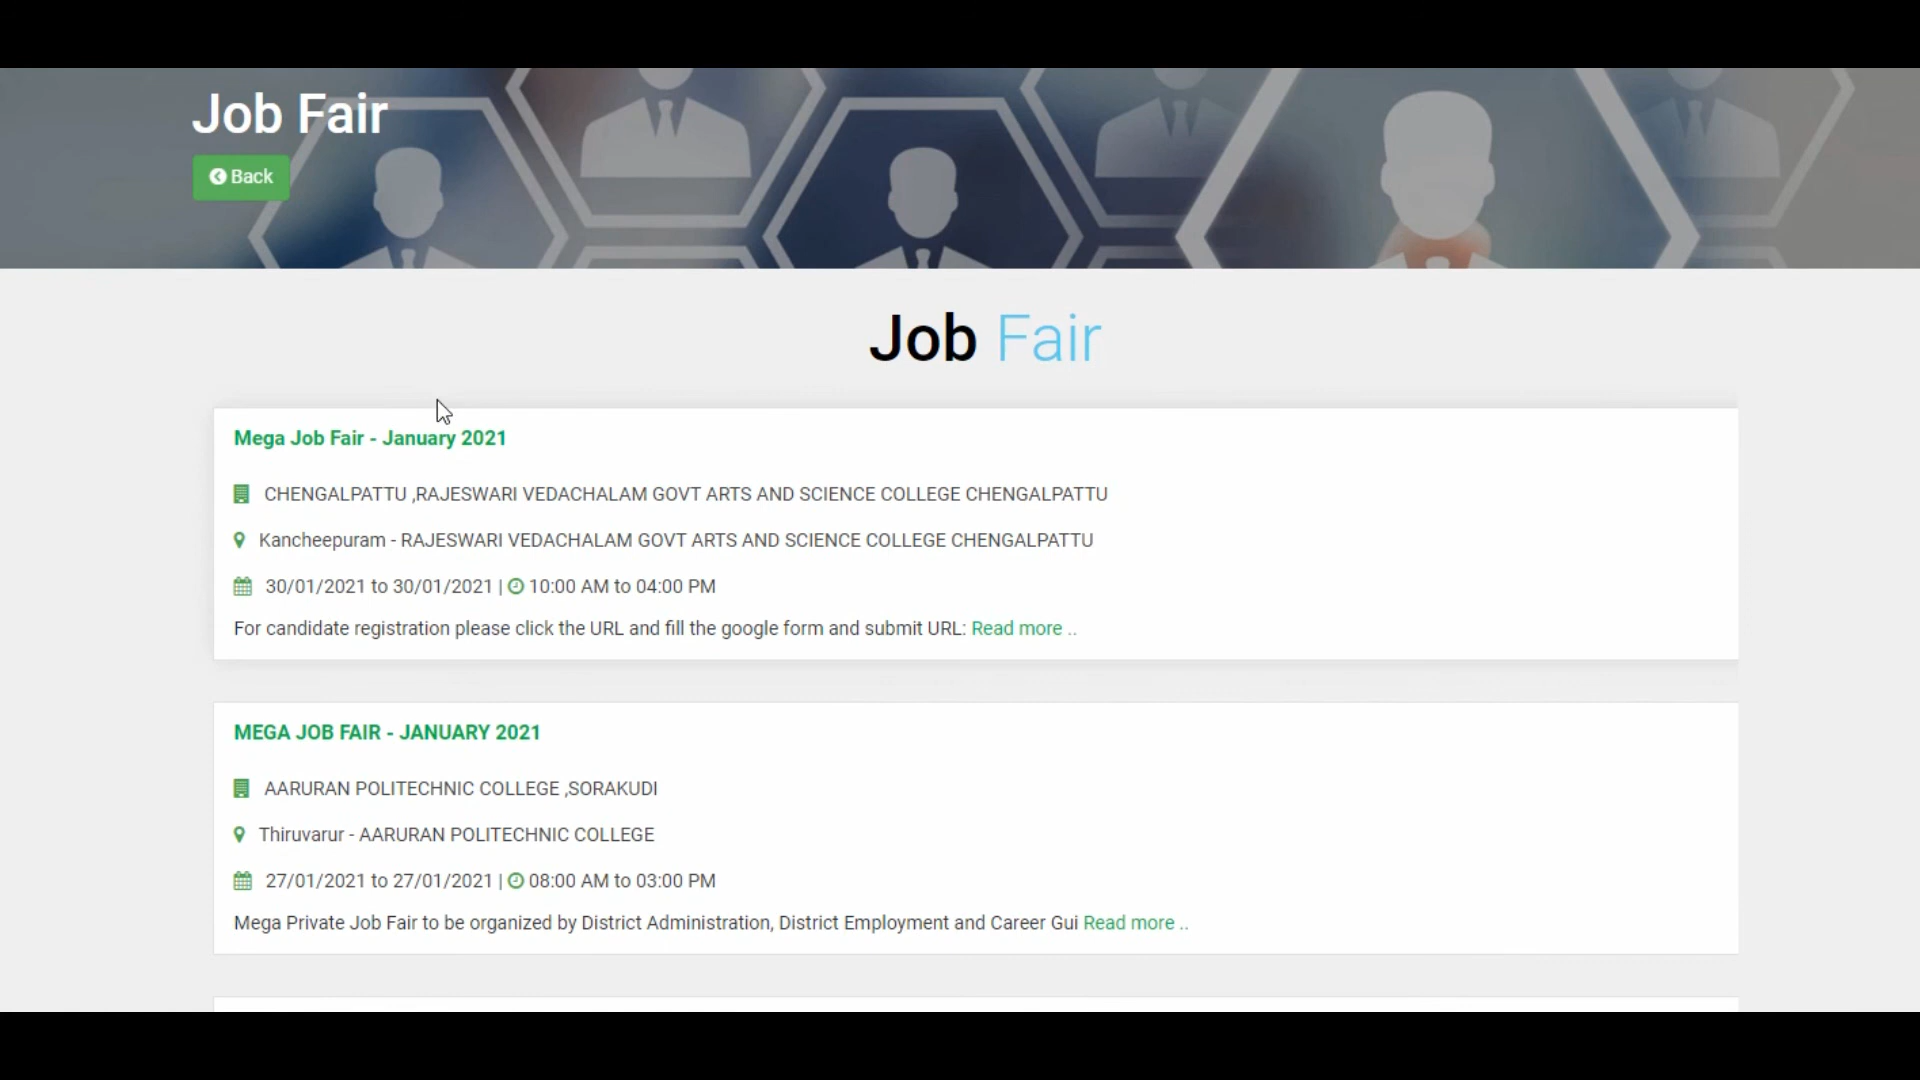 Job Fair
Back
Job Fair
Mega Job Fair - January 2021
CHENGALPATTU ,RAJESWARI VEDACHALAM GOVT ARTS AND SCIENCE COLLEGE CHENGALPATTU
Kancheepuram - RAJESWARI VEDACHALAM GOVT ARTS AND SCIENCE COLLEGE CHENGALPATTU
30/01/2021 to 30/01/2021 | 10:00 AM to 04:00 PM
For candidate registration please click the URL and fill the google form and submit URL: Read more ..
MEGA JOB FAIR - JANUARY 2021
AARURAN POLITECHNIC COLLEGE ,SORAKUDI
Thiruvarur - AARURAN POLITECHNIC COLLEGE
27/01/2021 to 27/01/2021 | 08:00 AM to 03:00 PM
Mega Private Job Fair to be organized by District Administration, District Employment and Career Gui Read more ..